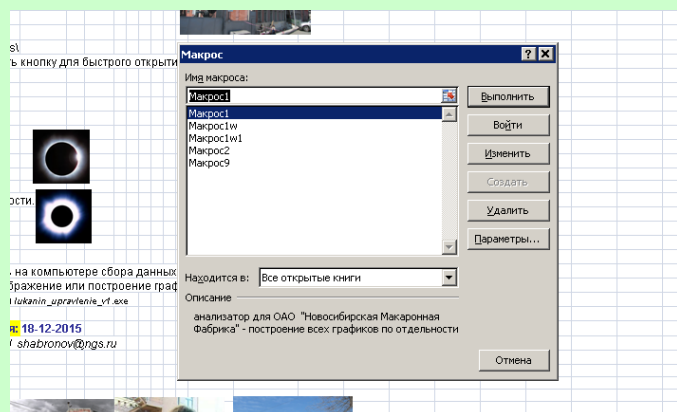 s\
ть кнопку для быстрого открыти
ости.
ь на компьютере сбора данных
бражение или построение граф
lukanin_upravlenie_v1.exe
я: 18-12-2015
shabronov@ngs.ru
Макрос
Имя макроса:
Макрос1
Макрос1
Макрос1w
Макрос1w1
Макрос2
Макрос9
Выполнить
Войти
Изменить
Создать
Удалить
Параметры...
Находится в: Все открытые книги
Описание
анализатор для ОАО "Новосибирская Макаронная
Фабрика" - построение всех графиков по отдельности
Отмена